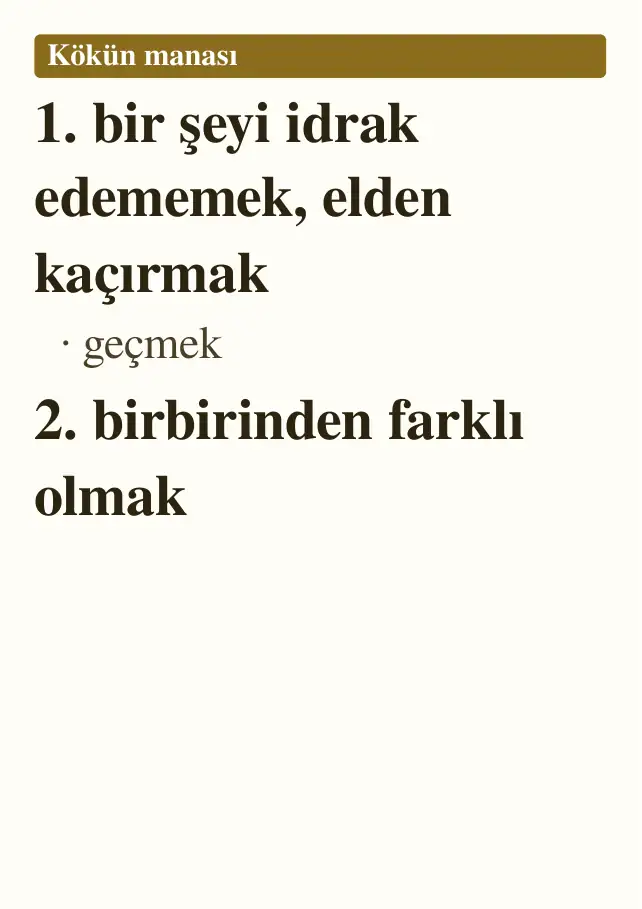 Kökün manası
1. bir şeyi idrak
edememek, elden
kaçırmak
· geçmek
2. birbirinden farklı
olmak